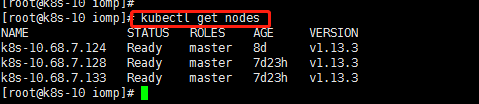 [root@k8s-10 iomp]#
[root@k8s-10 iomp]# kubectl get nodes
NAME STATUS ROLES AGE VERSION
k8s-10.68.7.124 Ready master 8d v1.13.3
k8s-10.68.7.128 Ready master 7d23h v1.13.3
k8s-10.68.7.133 Ready master 7d23h v1.13.3
[root@k8s-10 iomp]#